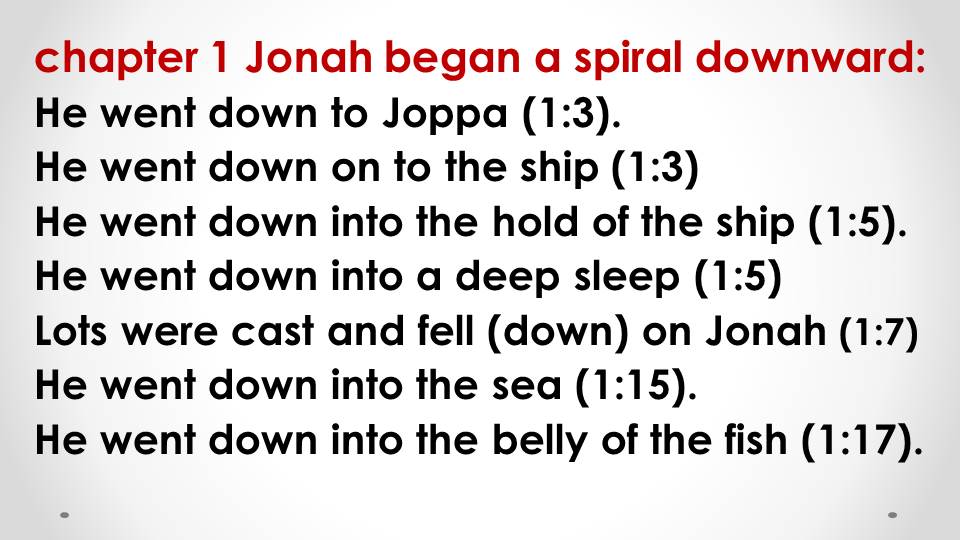 chapter 1 Jonah began a spiral downward:
He went down to Joppa (1:3).
He went down on to the ship (1:3)
He went down into the hold of the ship (1:5).
He went down into a deep sleep (1:5)
Lots were cast and fell (down) on Jonah (1:7)
He went down into the sea (1:15).
He went down into the belly of the fish (1:17).